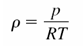 ρ = p / RT